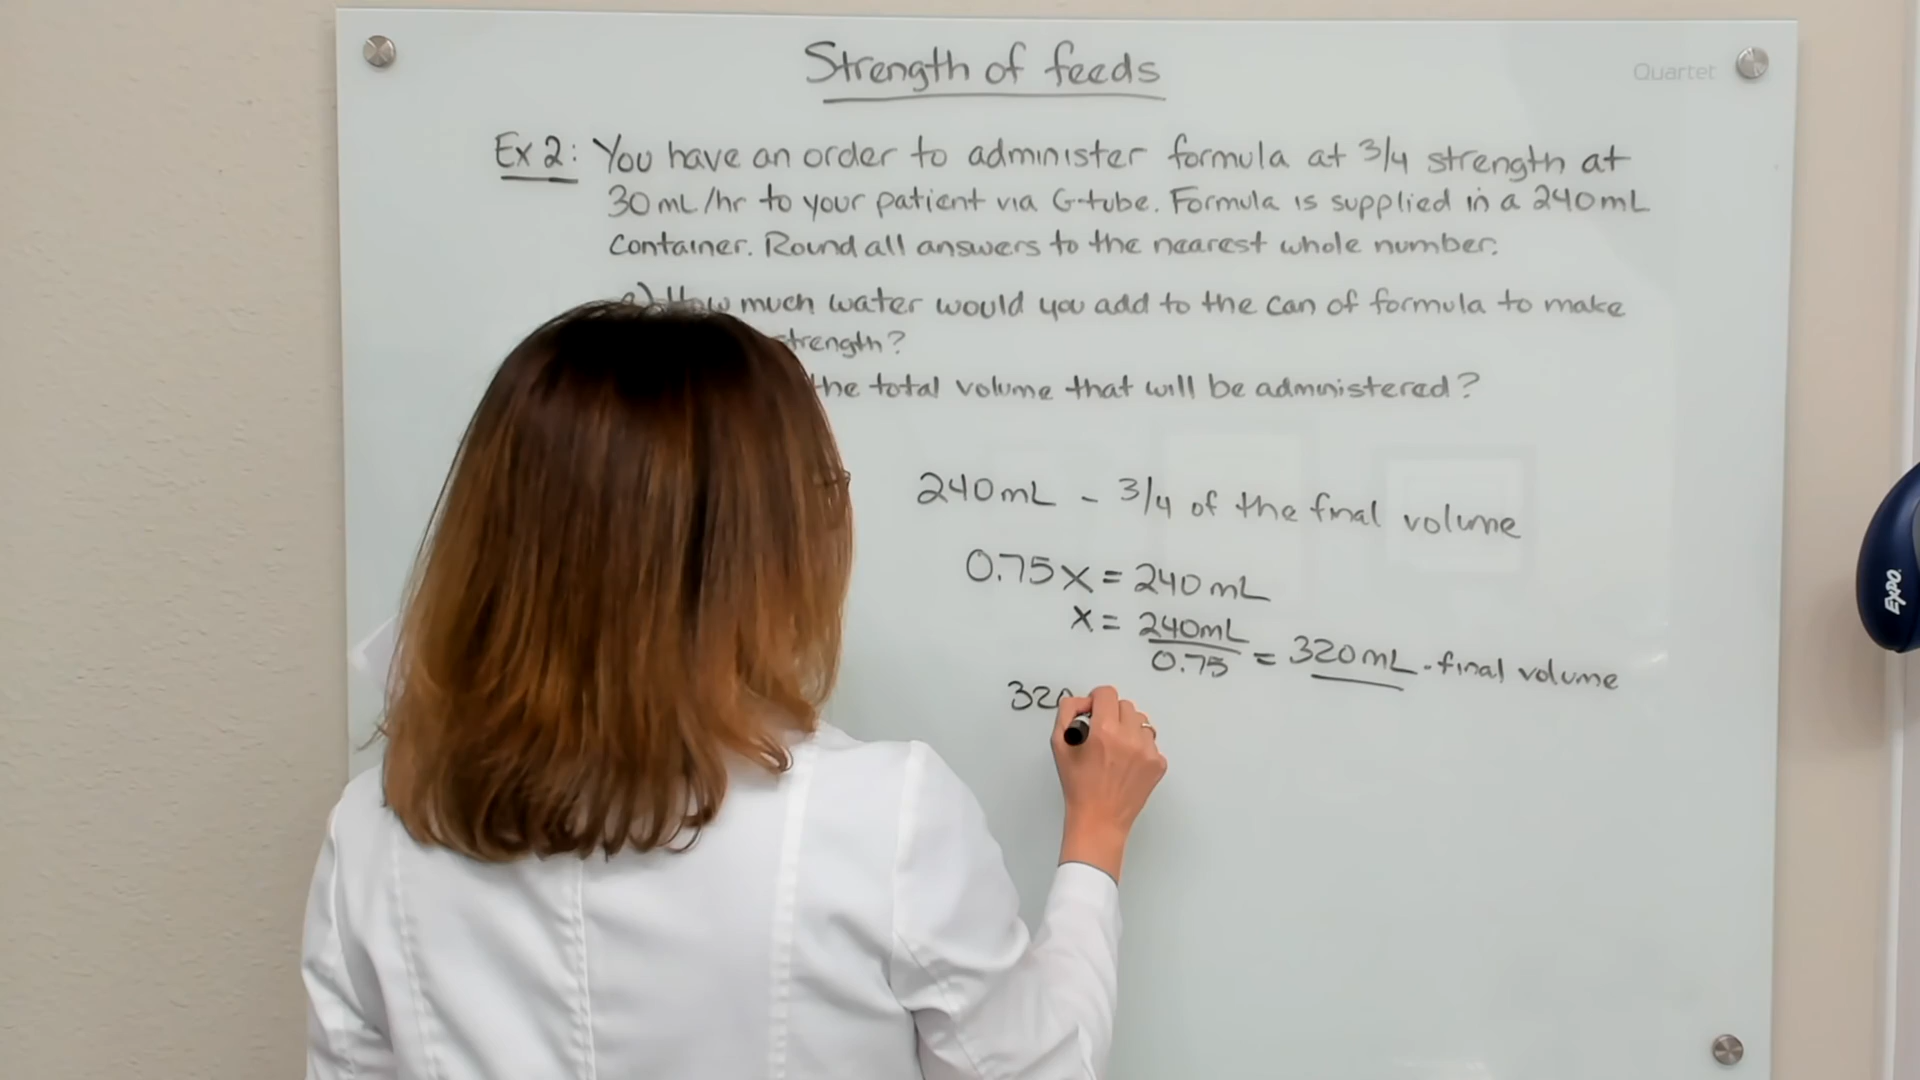 Strength of feeds
Quartet
Ex 2: You have an order to administer formula at 3/4 strength at
30 mL/hr to your patient via G-tube. Formula is supplied in a 240 mL
container. Round all answers to the nearest whole number.
a) How much water would you add to the can of formula to make
strength?
the total volume that will be administered?
240 mL - 3/4 of the final volume
0.75x = 240 mL
x = 240mL / 0.75 = 320 mL - final volume
320
Expo